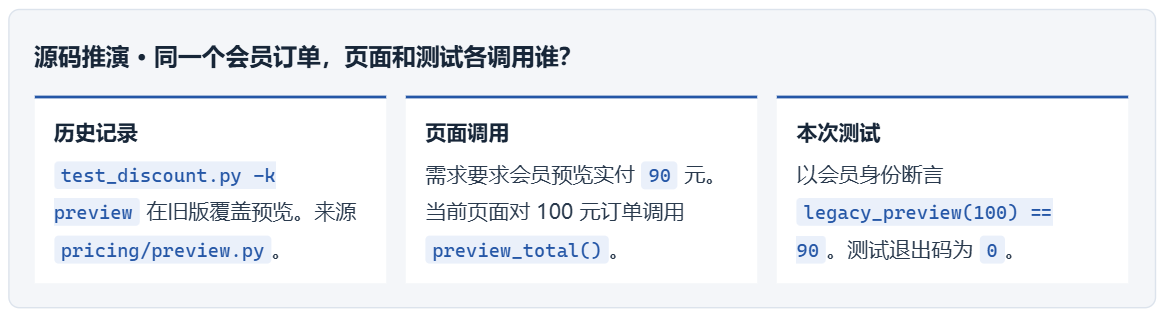 源码推演 • 同一个会员订单，页面和测试各调用谁？
历史记录
test_discount.py -k
preview 在旧版覆盖预览。来源
pricing/preview.py。
页面调用
需求要求会员预览实付 90 元。
当前页面对 100 元订单调用
preview_total()。
本次测试
以会员身份断言
legacy_preview(100) ==
90。测试退出码为 0。